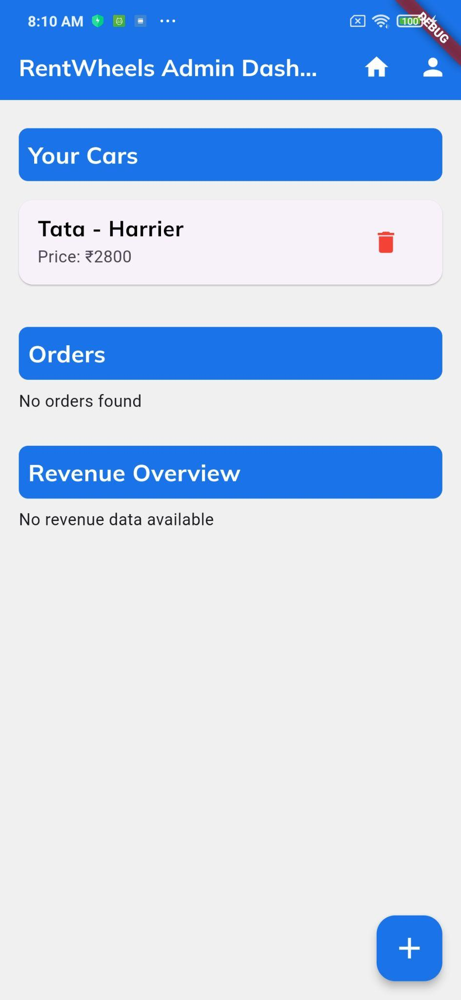 8:10 AM
100
DEBUG
RentWheels Admin Dash...
Your Cars
Tata - Harrier
Price: ₹2800
Orders
No orders found
Revenue Overview
No revenue data available